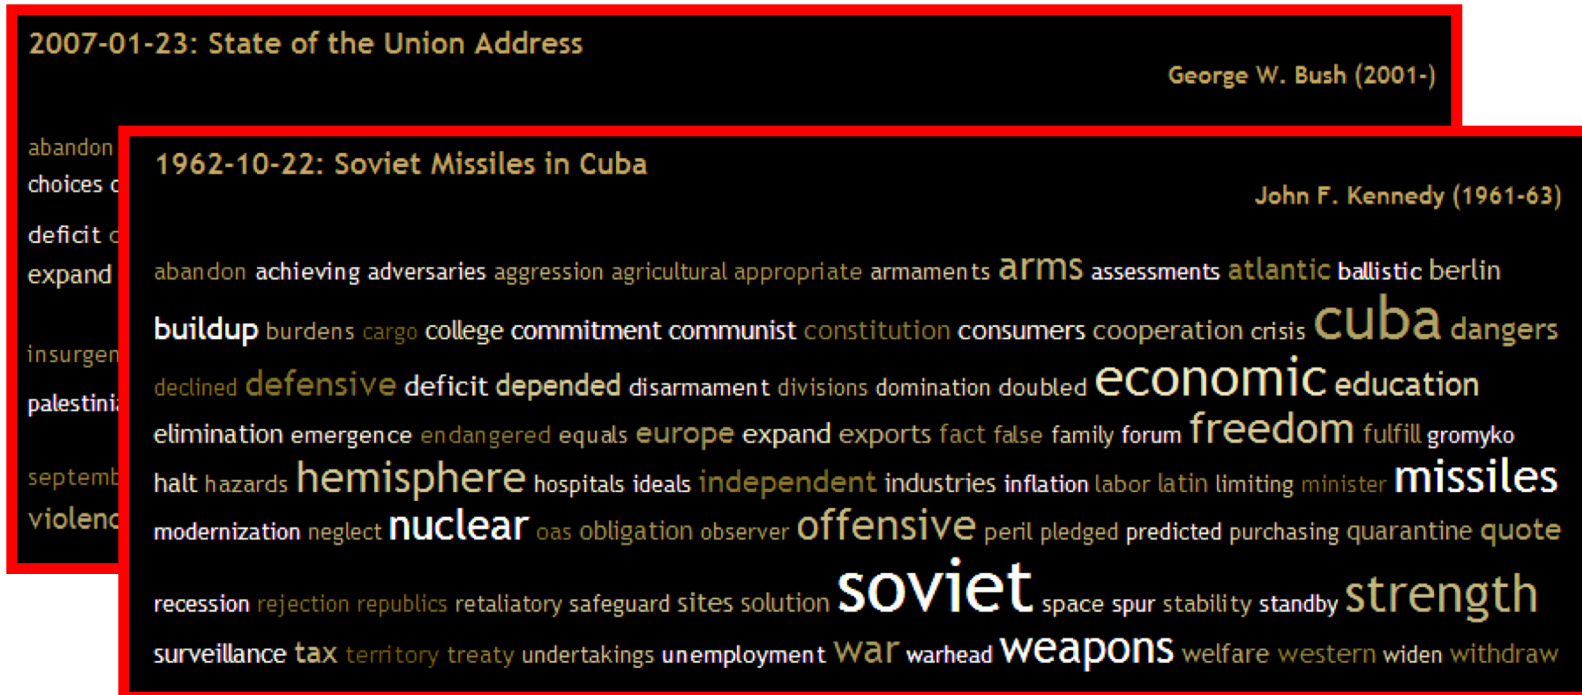 2007-01-23: State of the Union Address
George W. Bush (2001-)
abandon
choices
deficit
expand
1962-10-22: Soviet Missiles in Cuba
John F. Kennedy (1961-63)
abandon achieving adversaries aggression agricultural appropriate armaments arms assessments atlantic ballistic berlin
buildup burdens cargo college commitment communist constitution consumers cooperation crisis cuba dangers
declined defensive deficit depended disarmament divisions domination doubled economic education
elimination emergence endangered equals europe expand exports fact false family forum freedom fulfill gromyko
halt hazards hemisphere hospitals ideals independent industries inflation labor latin limiting minister missiles
modernization neglect nuclear oas obligation observer offensive peril pledged predicted purchasing quarantine quote
recession rejection republics retaliatory safeguard sites solution soviet space spur stability standby strength
surveillance tax territory treaty undertakings unemployment war warhead weapons welfare western widen withdraw